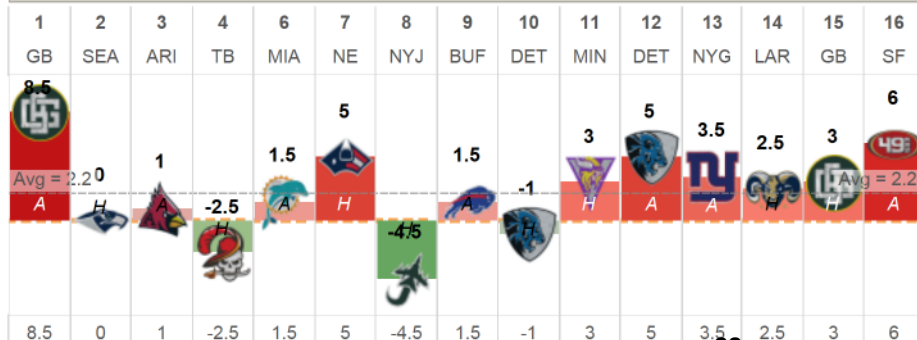 1 2 3 4 6 7 8 9 10 11 12 13 14 15 16
GB SEA ARI TB MIA NE NYJ BUF DET MIN DET NYG LAR GB SF
8.5 0 1 -2.5 1.5 5 -4.5 1.5 -1 3 5 3.5 2.5 3 6
Avg = 2.2 Avg = 2.2
A H A H A H H A H H A A H H A
8.5 0 1 -2.5 1.5 5 -4.5 1.5 -1 3 5 3.5 2.5 3 6